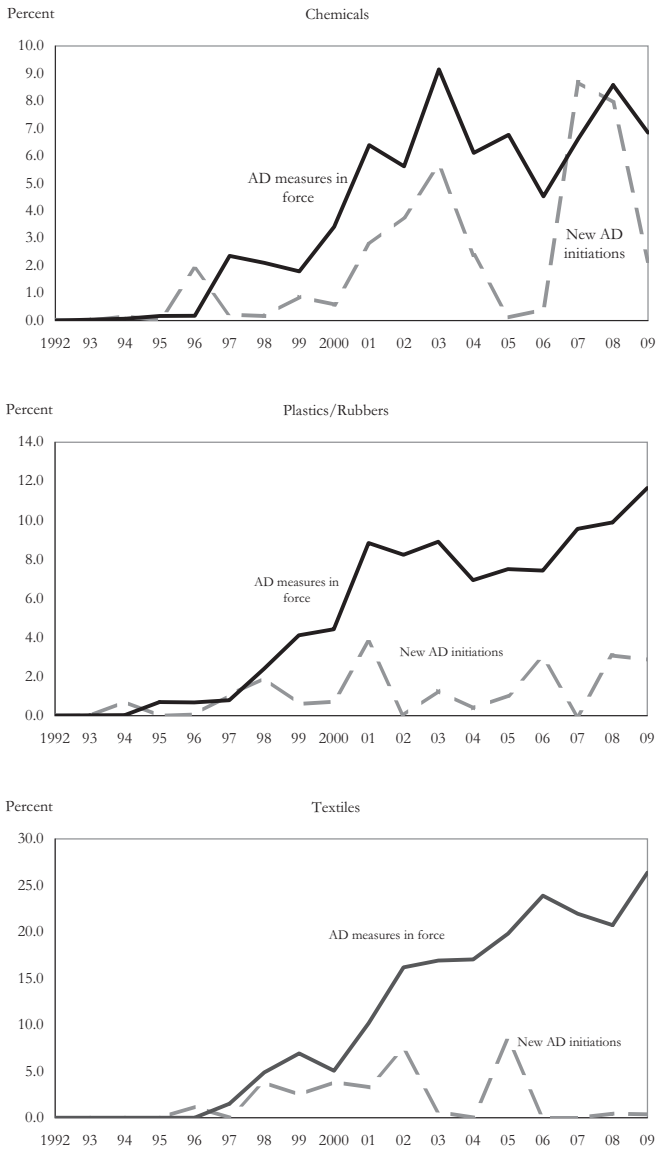 Percent
Chemicals
10.0
9.0
8.0
7.0
6.0
5.0
4.0
3.0
2.0
1.0
0.0
AD measures in
force
New AD
initiations
1992 93 94 95 96 97 98 99 2000 01 02 03 04 05 06 07 08 09
Percent
Plastics/Rubbers
14.0
12.0
10.0
8.0
6.0
4.0
2.0
0.0
AD measures in
force
New AD initiations
1992 93 94 95 96 97 98 99 2000 01 02 03 04 05 06 07 08 09
Percent
Textiles
30.0
25.0
20.0
15.0
10.0
5.0
0.0
AD measures in force
New AD initiations
1992 93 94 95 96 97 98 99 2000 01 02 03 04 05 06 07 08 09